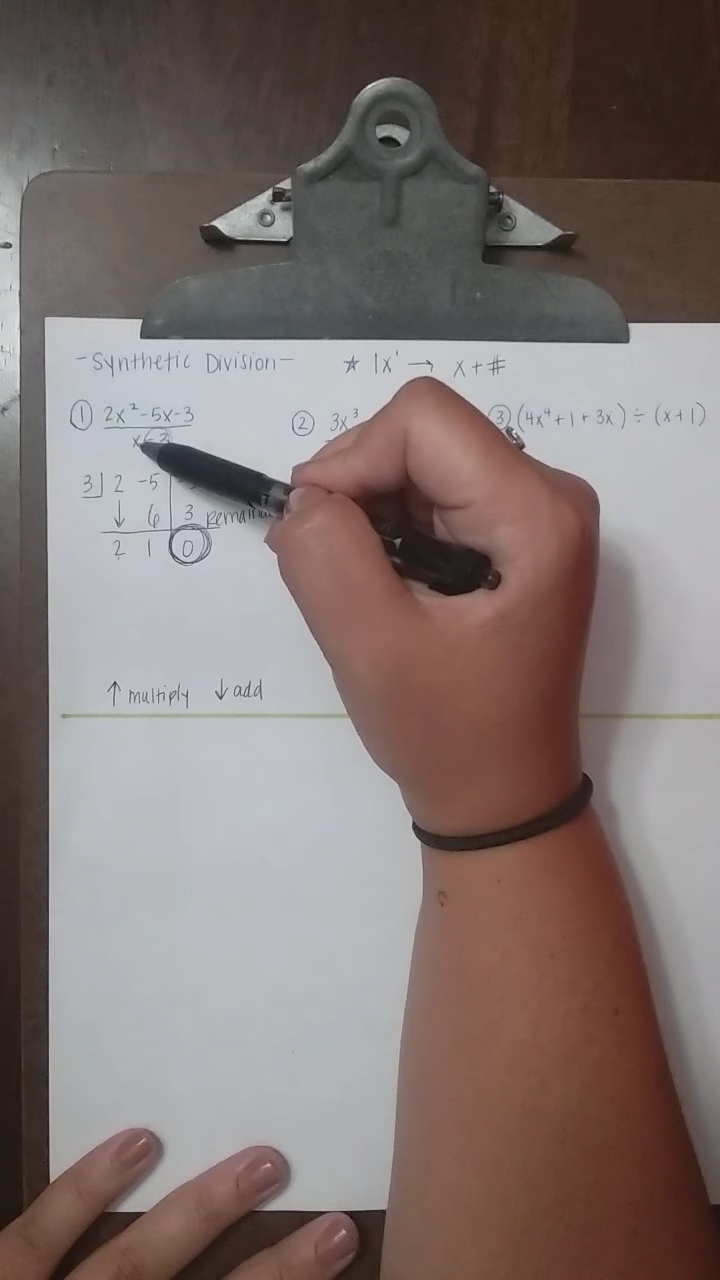 -Synthetic Division-
★ 1x¹ → x+#
① 2x²-5x-3
x-3
3 2 -5
↓ 6 3
2 1 0
② 3x³
③ (4x⁴+1+3x) ÷ (x+1)
↑ multiply ↓ add